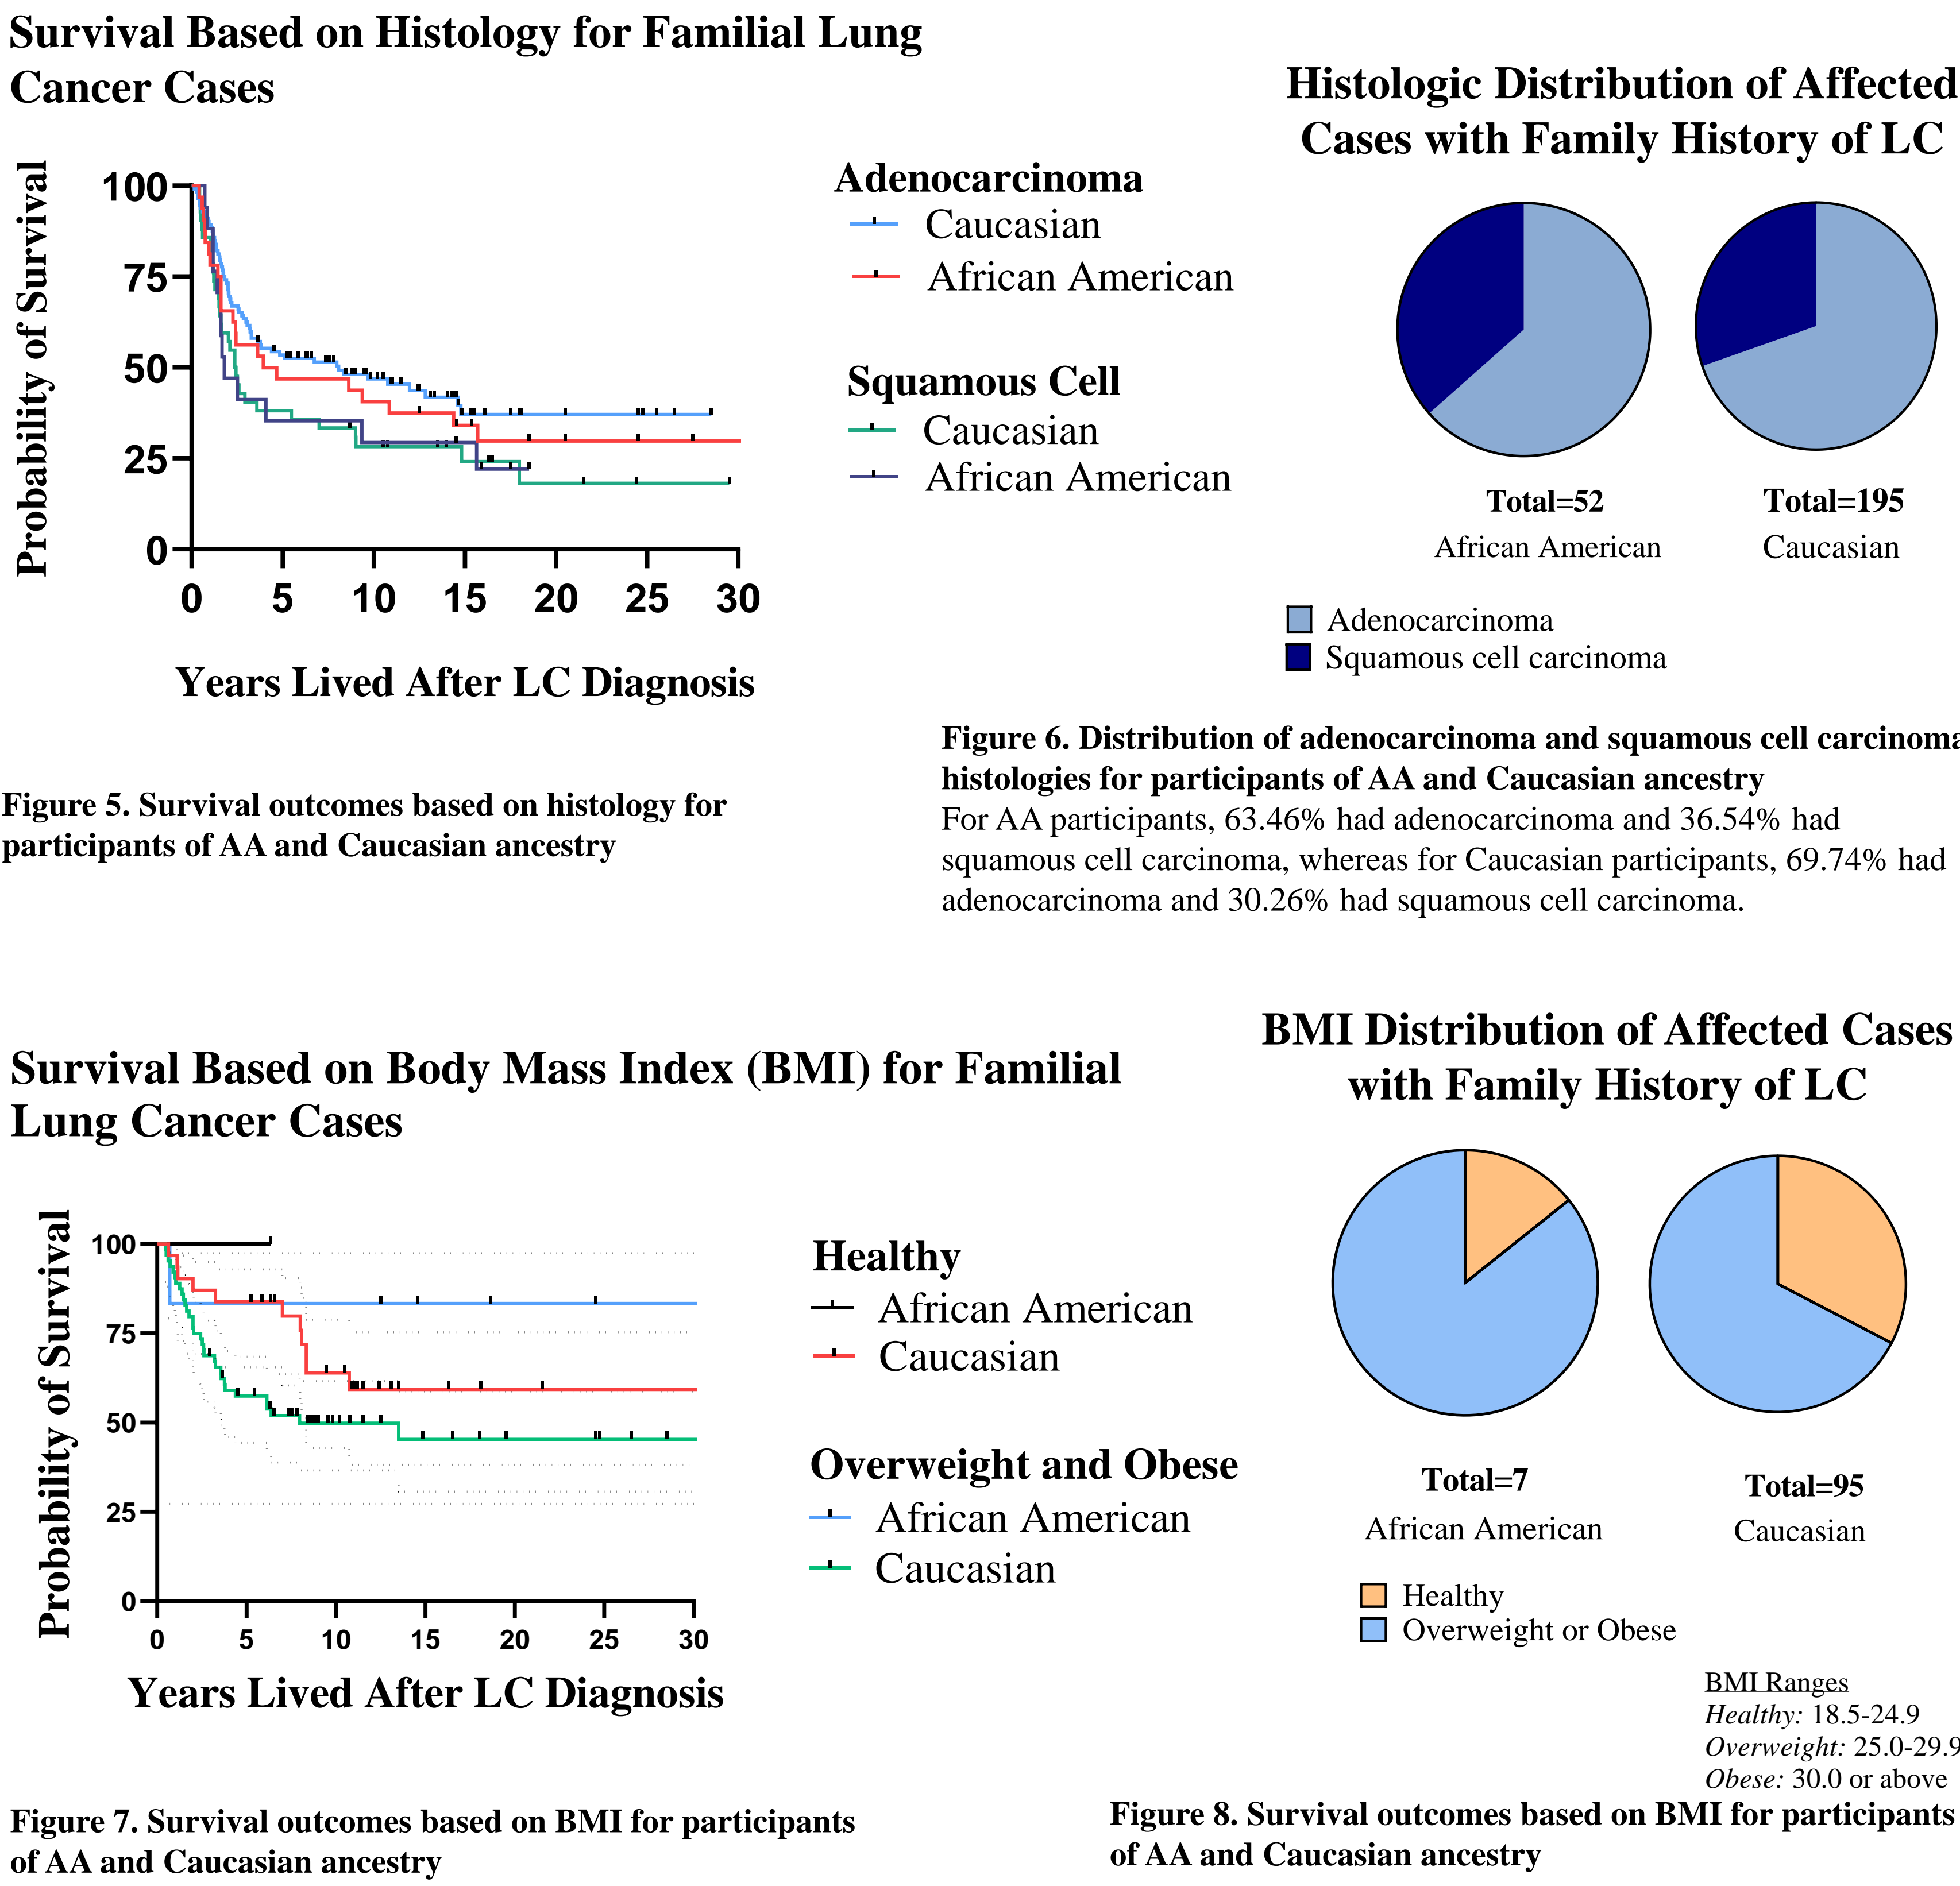 Survival Based on Histology for Familial Lung
Cancer Cases
Probability of Survival
100
75
50
25
0
0 5 10 15 20 25 30
Years Lived After LC Diagnosis
Adenocarcinoma
Caucasian
African American
Squamous Cell
Caucasian
African American
Figure 5. Survival outcomes based on histology for
participants of AA and Caucasian ancestry
Histologic Distribution of Affected
Cases with Family History of LC
Total=52
African American
Total=195
Caucasian
Adenocarcinoma
Squamous cell carcinoma
Figure 6. Distribution of adenocarcinoma and squamous cell carcinoma
histologies for participants of AA and Caucasian ancestry
For AA participants, 63.46% had adenocarcinoma and 36.54% had
squamous cell carcinoma, whereas for Caucasian participants, 69.74% had
adenocarcinoma and 30.26% had squamous cell carcinoma.
Survival Based on Body Mass Index (BMI) for Familial
Lung Cancer Cases
Probability of Survival
100
75
50
25
0
0 5 10 15 20 25 30
Years Lived After LC Diagnosis
Healthy
African American
Caucasian
Overweight and Obese
African American
Caucasian
Figure 7. Survival outcomes based on BMI for participants
of AA and Caucasian ancestry
BMI Distribution of Affected Cases
with Family History of LC
Total=7
African American
Total=95
Caucasian
Healthy
Overweight or Obese
BMI Ranges
Healthy: 18.5-24.9
Overweight: 25.0-29.9
Obese: 30.0 or above
Figure 8. Survival outcomes based on BMI for participants
of AA and Caucasian ancestry